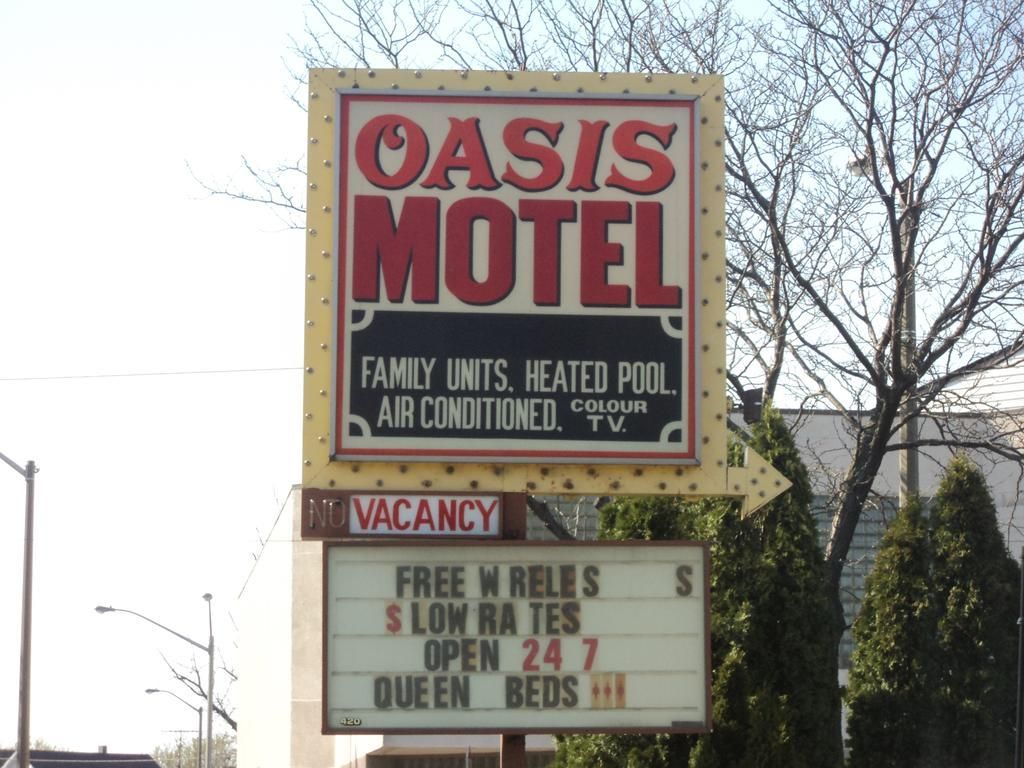 OASIS
MOTEL
FAMILY UNITS, HEATED POOL,
AIR CONDITIONED, COLOUR TV.
NO VACANCY
FREE W RELES S
$ LOW RA TES
OPEN 24 7
QUEEN BEDS !!!
420